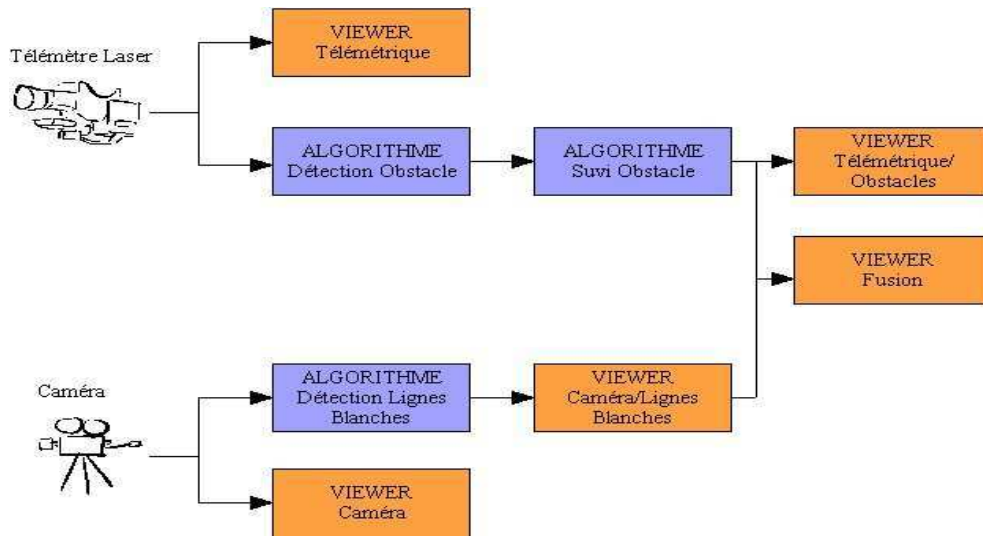 VIEWER
Télémétrique
Télémètre Laser
ALGORITHME
Détection Obstacle
ALGORITHME
Suvi Obstacle
VIEWER
Télémétrique/
Obstacles
VIEWER
Fusion
Caméra
ALGORITHME
Détection Lignes
Blanches
VIEWER
Caméra/Lignes
Blanches
VIEWER
Caméra